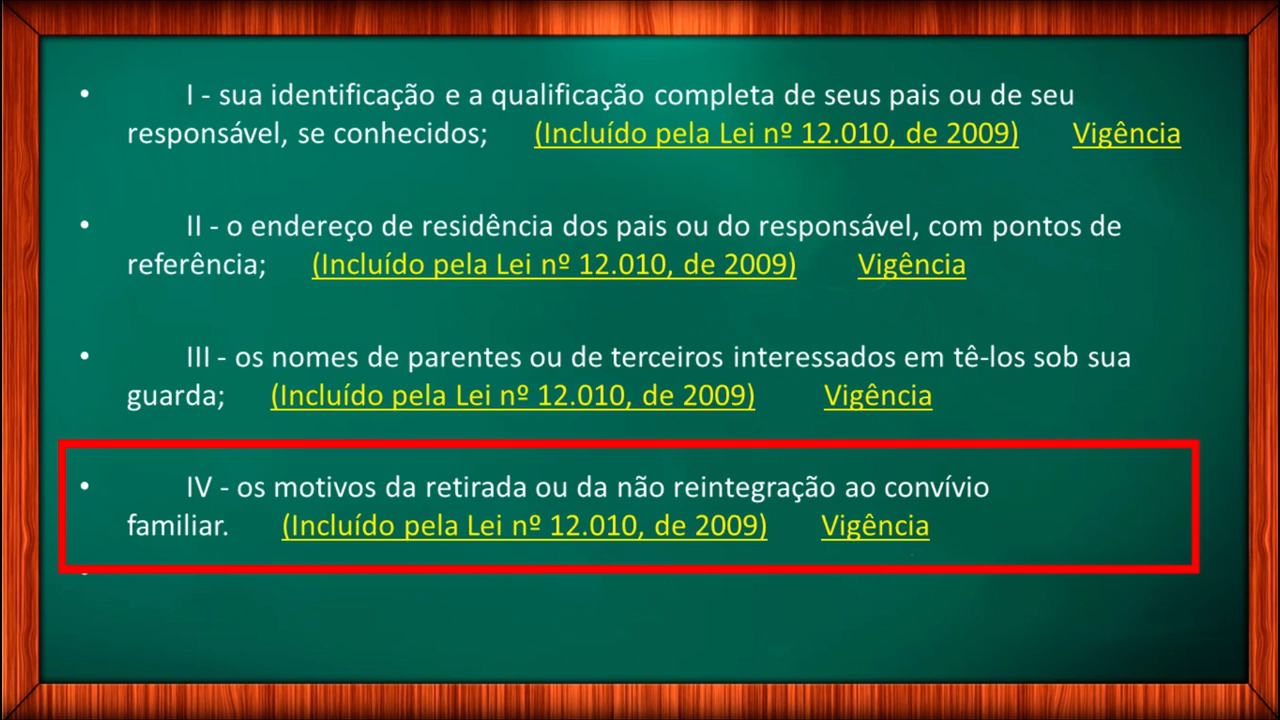 • I - sua identificação e a qualificação completa de seus pais ou de seu
responsável, se conhecidos; (Incluído pela Lei nº 12.010, de 2009) Vigência
• II - o endereço de residência dos pais ou do responsável, com pontos de
referência; (Incluído pela Lei nº 12.010, de 2009) Vigência
• III - os nomes de parentes ou de terceiros interessados em tê-los sob sua
guarda; (Incluído pela Lei nº 12.010, de 2009) Vigência
• IV - os motivos da retirada ou da não reintegração ao convívio
familiar. (Incluído pela Lei nº 12.010, de 2009) Vigência